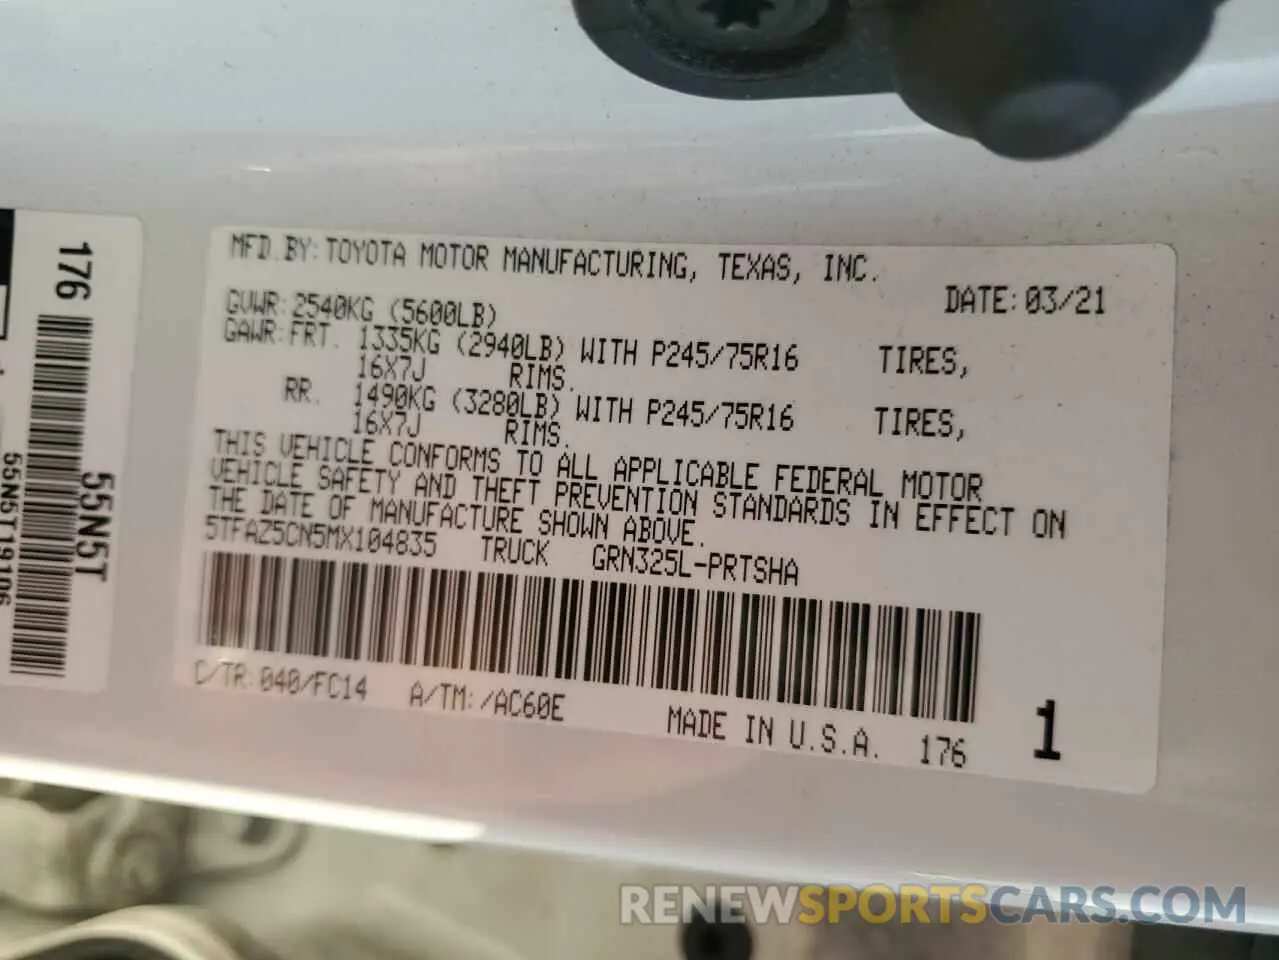 176
55N5T
55N5T19106
MFD.BY:TOYOTA MOTOR MANUFACTURING, TEXAS, INC.
DATE:03/21
GVWR:2540KG (5600LB)
GAWR:FRT. 1335KG (2940LB) WITH P245/75R16 TIRES,
16X7J RIMS.
RR. 1490KG (3280LB) WITH P245/75R16 TIRES,
16X7J RIMS.
THIS VEHICLE CONFORMS TO ALL APPLICABLE FEDERAL MOTOR
VEHICLE SAFETY AND THEFT PREVENTION STANDARDS IN EFFECT ON
THE DATE OF MANUFACTURE SHOWN ABOVE.
5TFAZ5CN5MX104835 TRUCK GRN325L-PRTSHA
C/TR:040/FC14 A/TM:/AC60E
MADE IN U.S.A. 176
1
RENEWSPORTSCARS.COM